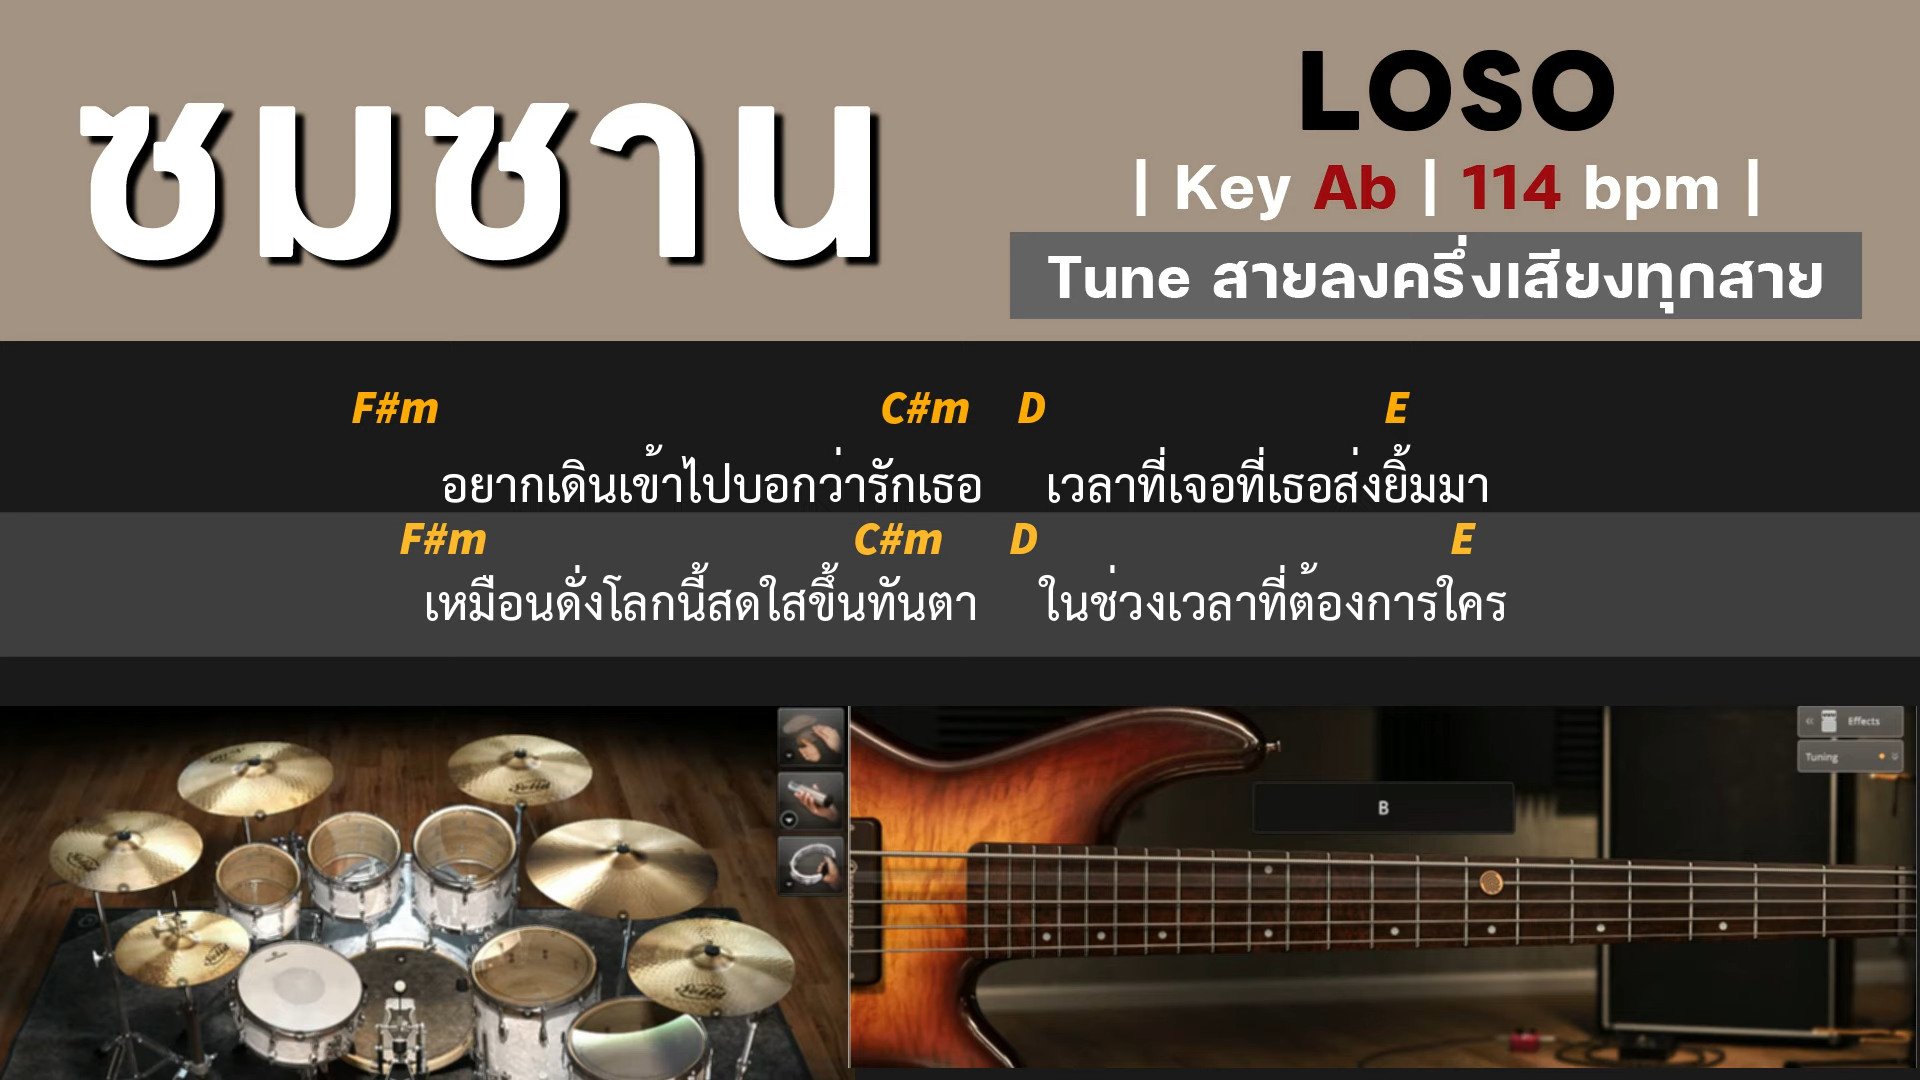 ซมซาน
LOSO
| Key Ab | 114 bpm |
Tune สายลงครึ่งเสียงทุกสาย
F#m C#m D E
อยากเดินเข้าไปบอกว่ารักเธอ เวลาที่เจอที่เธอส่งยิ้มมา
F#m C#m D E
เหมือนดั่งโลกนี้สดใสขึ้นทันตา ในช่วงเวลาที่ต้องการใคร
Effects
Tuning
B